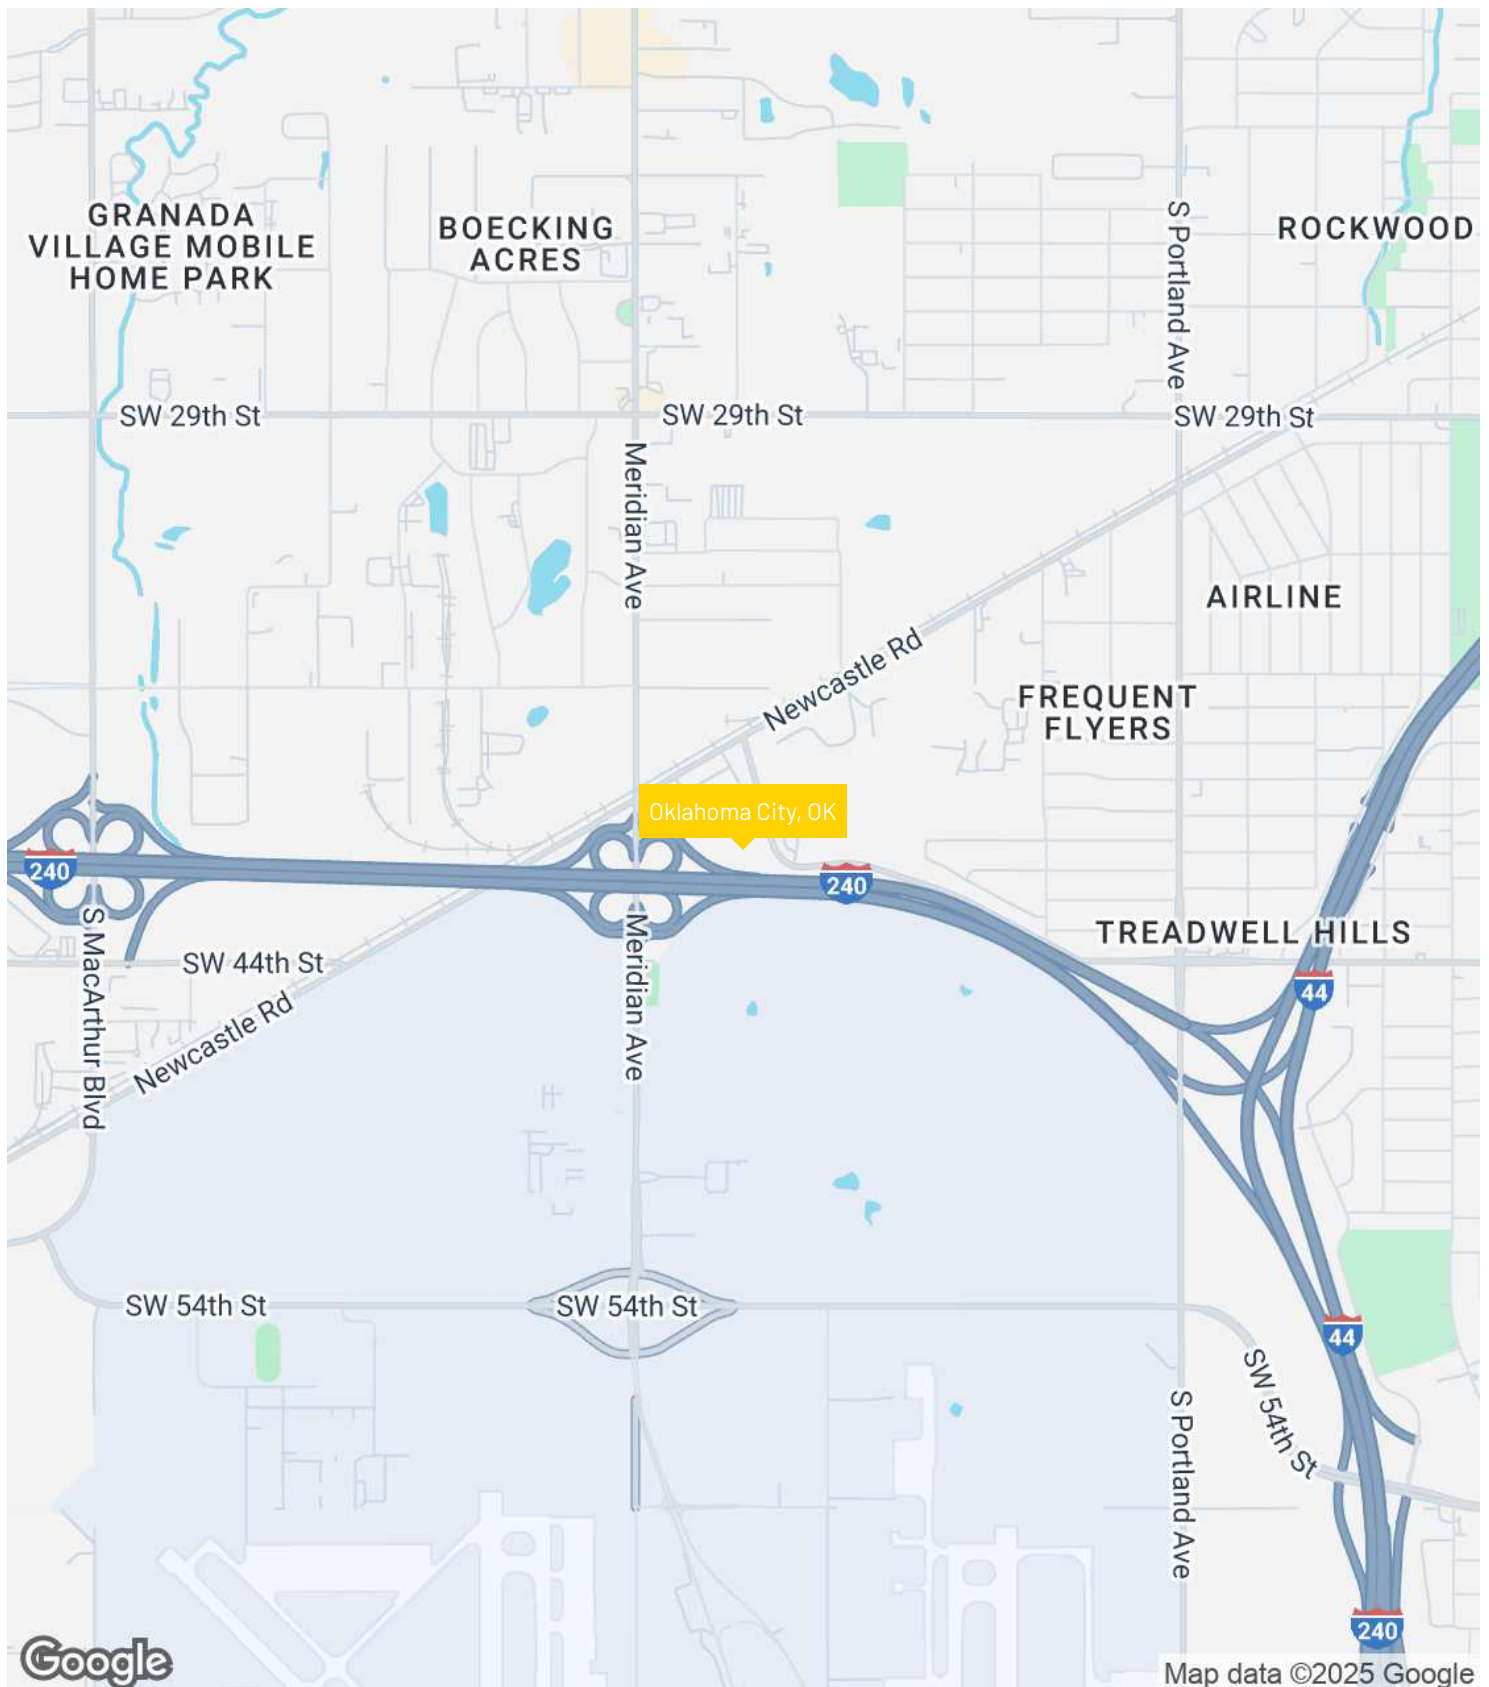 GRANADA
VILLAGE MOBILE
HOME PARK
BOECKING
ACRES
S Portland Ave
ROCKWOOD
SW 29th St
SW 29th St
SW 29th St
Meridian Ave
AIRLINE
Newcastle Rd
FREQUENT
FLYERS
Oklahoma City, OK
240
240
S MacArthur Blvd
Meridian Ave
TREADWELL HILLS
SW 44th St
44
Newcastle Rd
SW 54th St
SW 54th St
44
SW 54th St
S Portland Ave
240
Google
Map data ©2025 Google